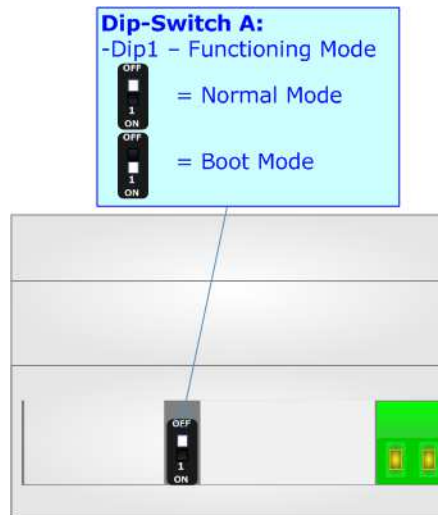 Dip-Switch A:
-Dip1 – Functioning Mode
OFF
1
ON
= Normal Mode
OFF
1
ON
= Boot Mode
OFF
1
ON